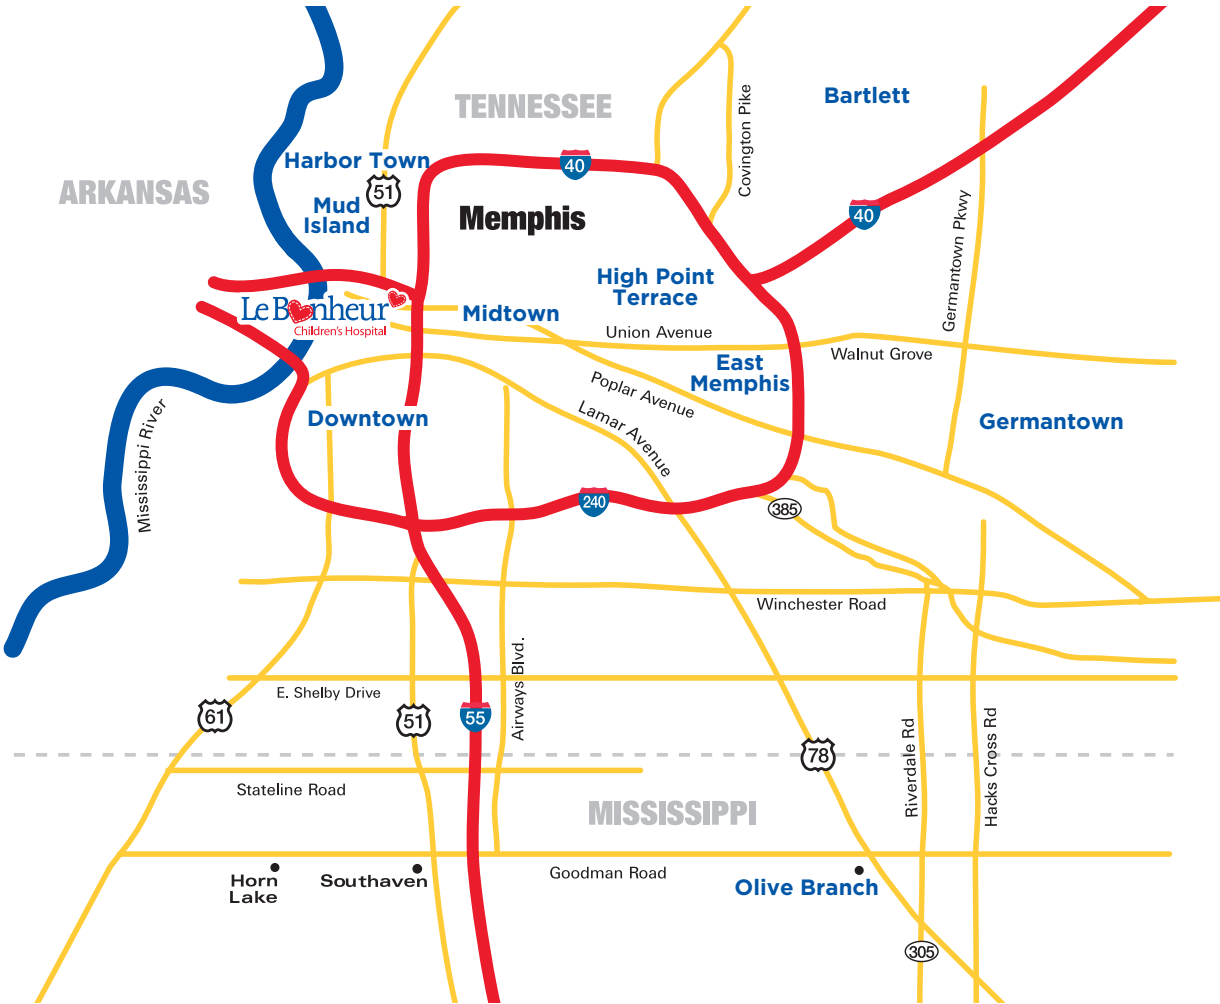 TENNESSEE
Bartlett
Covington Pike
Harbor Town
40
ARKANSAS
51
Mud
Island
Memphis
40
Germantown Pkwy
High Point
Terrace
Le Bonheur
Children's Hospital
Midtown
Union Avenue
Walnut Grove
East
Memphis
Poplar Avenue
Lamar Avenue
Downtown
Germantown
Mississippi River
240
385
Winchester Road
Airways Blvd.
E. Shelby Drive
61
51
55
78
Riverdale Rd
Hacks Cross Rd
Stateline Road
MISSISSIPPI
Goodman Road
Horn
Lake
Southaven
Olive Branch
305